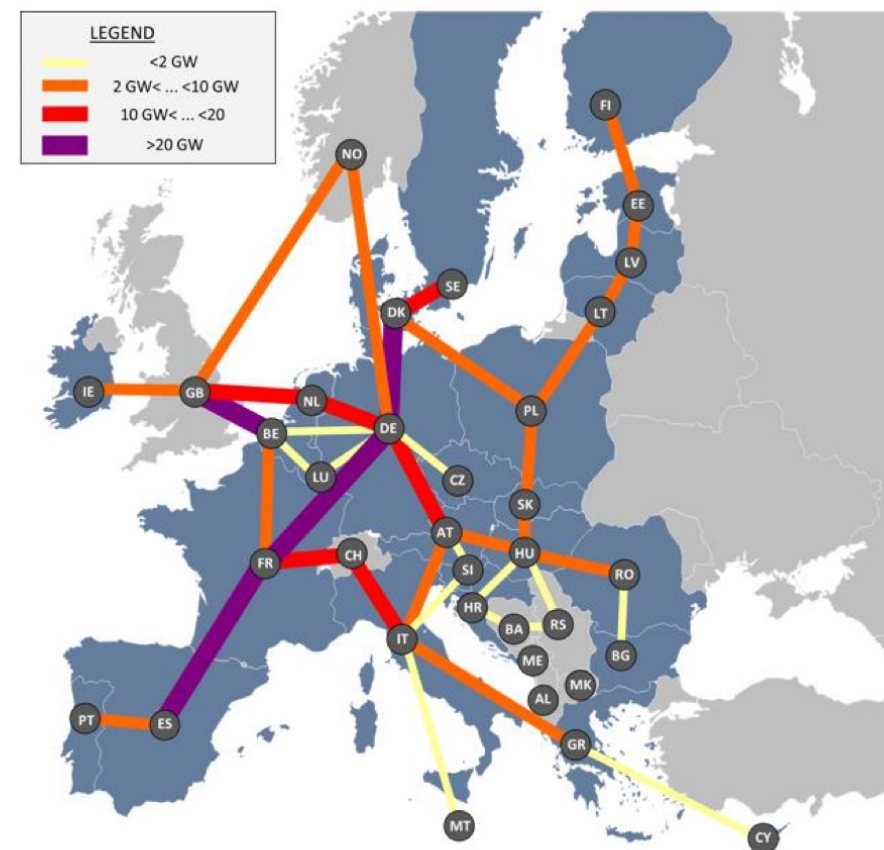 LEGEND
<2 GW
2 GW< ... <10 GW
10 GW< ... <20
>20 GW
FI
NO
EE
LV
SE
DK
LT
IE
GB
NL
PL
BE
DE
LU
CZ
SK
AT
HU
CH
FR
SI
RO
HR
BA
RS
IT
BG
ME
MK
AL
PT
ES
GR
MT
CY